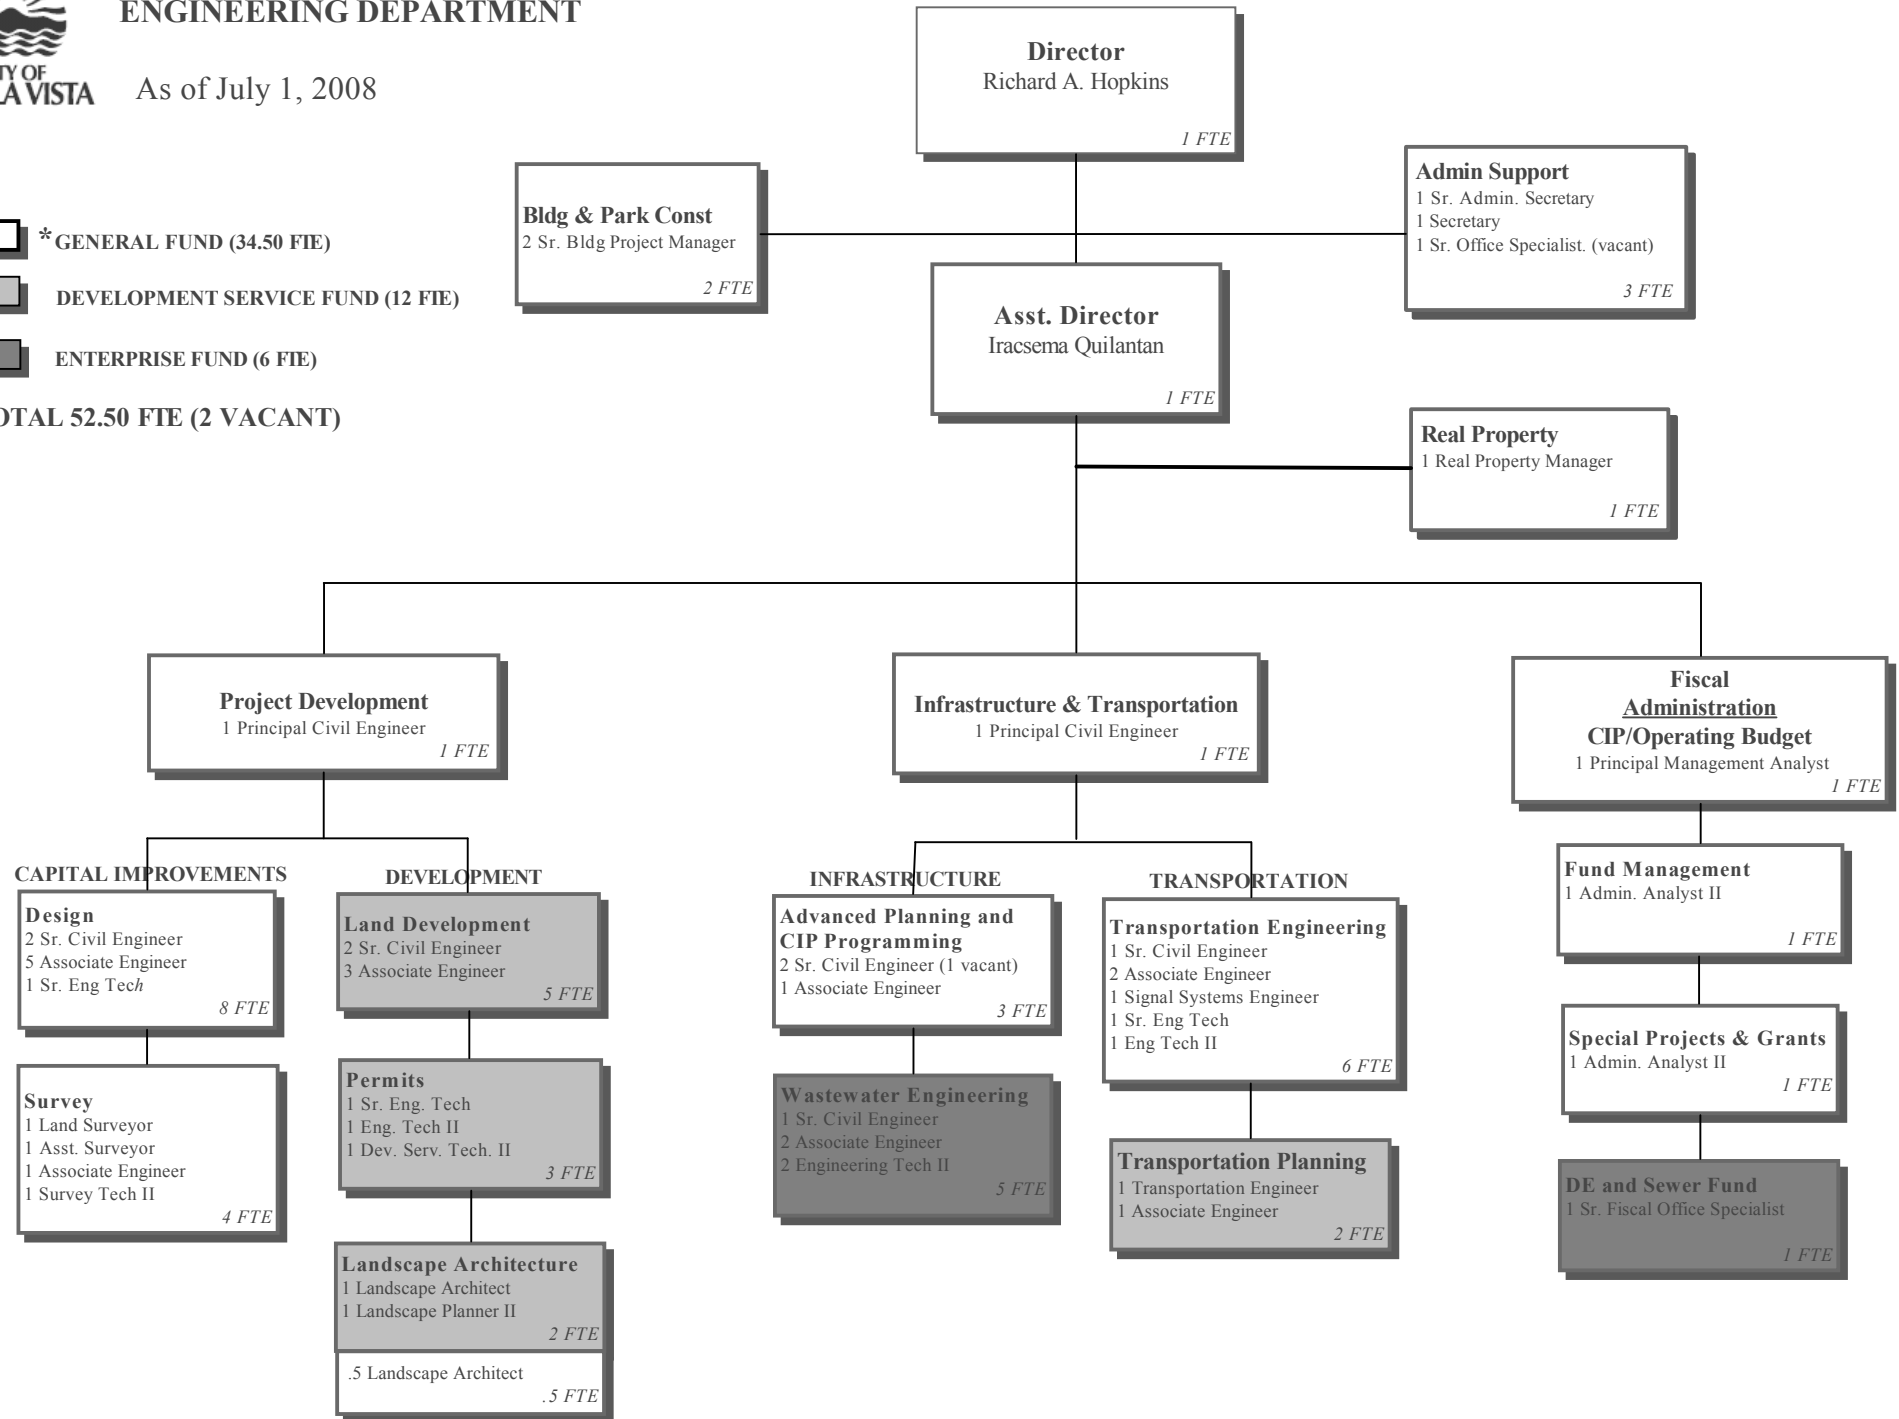 ENGINEERING DEPARTMENT
TY OF
LA VISTA
As of July 1, 2008
* GENERAL FUND (34.50 FTE)
DEVELOPMENT SERVICE FUND (12 FTE)
ENTERPRISE FUND (6 FTE)
OTAL 52.50 FTE (2 VACANT)
Director
Richard A. Hopkins
1 FTE
Bldg & Park Const
2 Sr. Bldg Project Manager
2 FTE
Admin Support
1 Sr. Admin. Secretary
1 Secretary
1 Sr. Office Specialist. (vacant)
3 FTE
Asst. Director
Iracsema Quilantan
1 FTE
Real Property
1 Real Property Manager
1 FTE
Project Development
1 Principal Civil Engineer
1 FTE
Infrastructure & Transportation
1 Principal Civil Engineer
1 FTE
Fiscal
Administration
CIP/Operating Budget
1 Principal Management Analyst
1 FTE
CAPITAL IMPROVEMENTS
Design
2 Sr. Civil Engineer
5 Associate Engineer
1 Sr. Eng Tech
8 FTE
Survey
1 Land Surveyor
1 Asst. Surveyor
1 Associate Engineer
1 Survey Tech II
4 FTE
DEVELOPMENT
Land Development
2 Sr. Civil Engineer
3 Associate Engineer
5 FTE
Permits
1 Sr. Eng. Tech
1 Eng. Tech II
1 Dev. Serv. Tech. II
3 FTE
Landscape Architecture
1 Landscape Architect
1 Landscape Planner II
2 FTE
.5 Landscape Architect
.5 FTE
INFRASTRUCTURE
Advanced Planning and
CIP Programming
2 Sr. Civil Engineer (1 vacant)
1 Associate Engineer
3 FTE
Wastewater Engineering
1 Sr. Civil Engineer
2 Associate Engineer
2 Engineering Tech II
5 FTE
TRANSPORTATION
Transportation Engineering
1 Sr. Civil Engineer
2 Associate Engineer
1 Signal Systems Engineer
1 Sr. Eng Tech
1 Eng Tech II
6 FTE
Transportation Planning
1 Transportation Engineer
1 Associate Engineer
2 FTE
Fund Management
1 Admin. Analyst II
1 FTE
Special Projects & Grants
1 Admin. Analyst II
1 FTE
DE and Sewer Fund
1 Sr. Fiscal Office Specialist
1 FTE